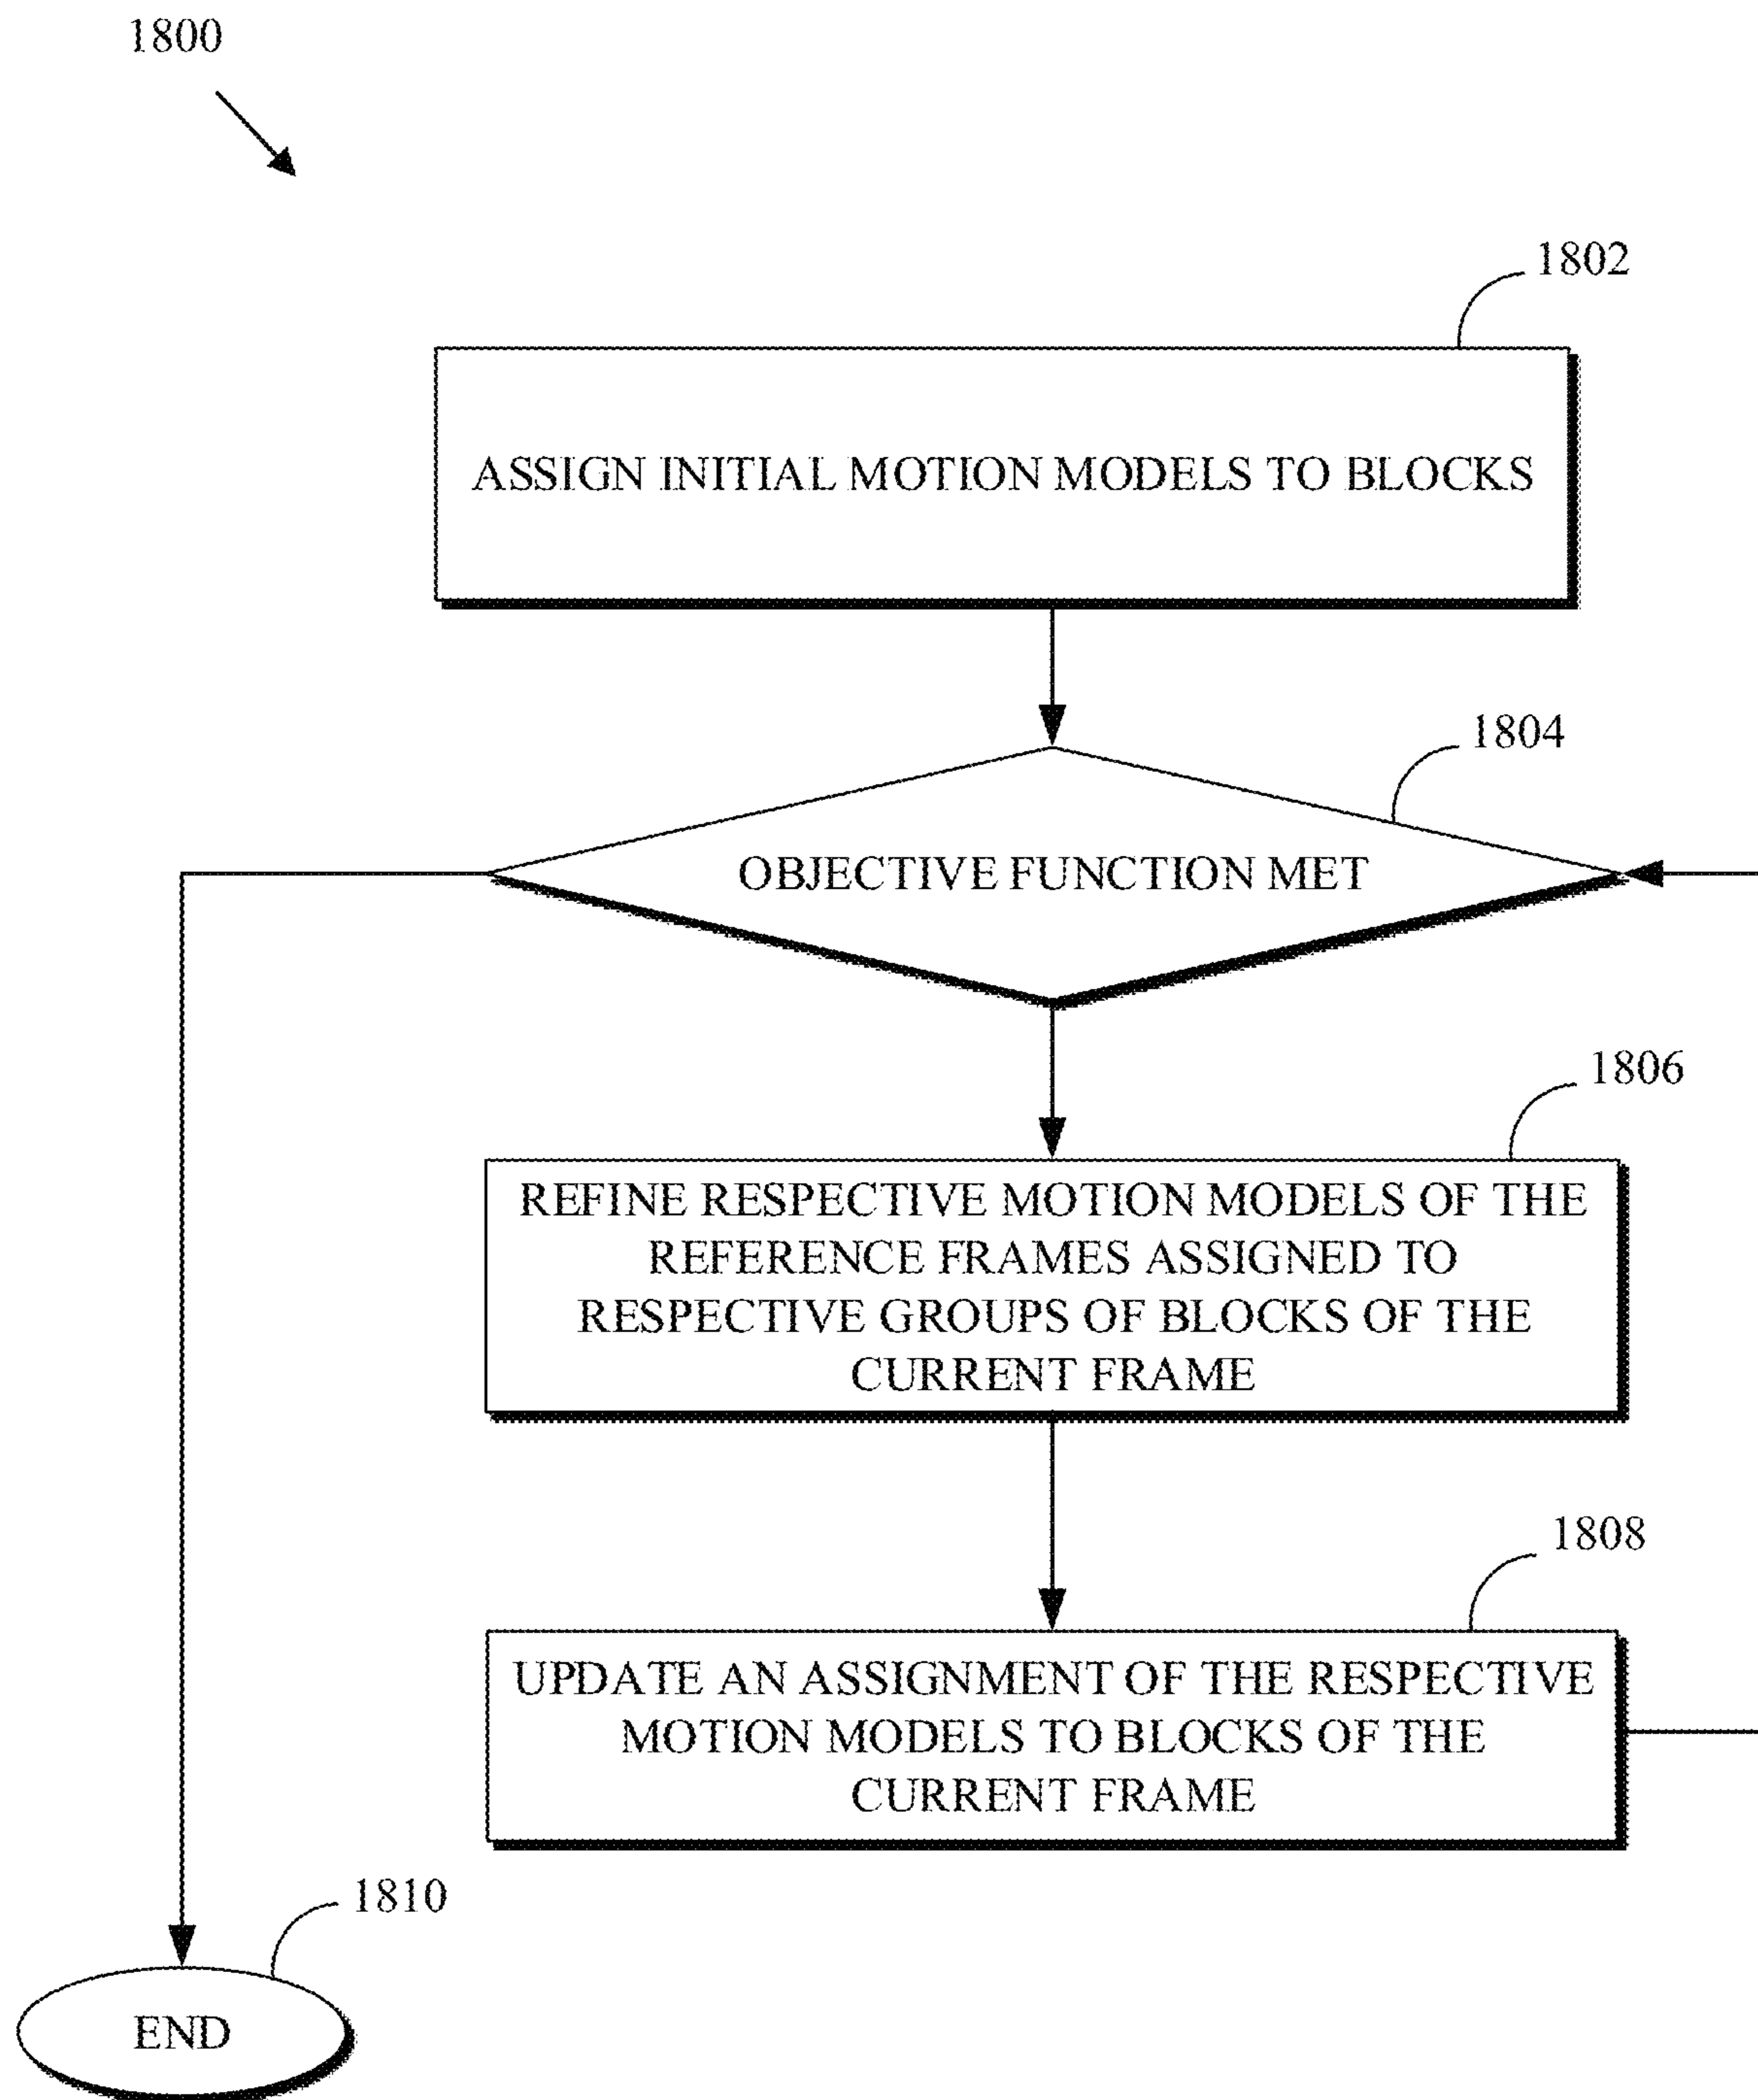 1800
1802
ASSIGN INITIAL MOTION MODELS TO BLOCKS
1804
OBJECTIVE FUNCTION MET
1806
REFINE RESPECTIVE MOTION MODELS OF THE
REFERENCE FRAMES ASSIGNED TO
RESPECTIVE GROUPS OF BLOCKS OF THE
CURRENT FRAME
1808
UPDATE AN ASSIGNMENT OF THE RESPECTIVE
MOTION MODELS TO BLOCKS OF THE
CURRENT FRAME
1810
END